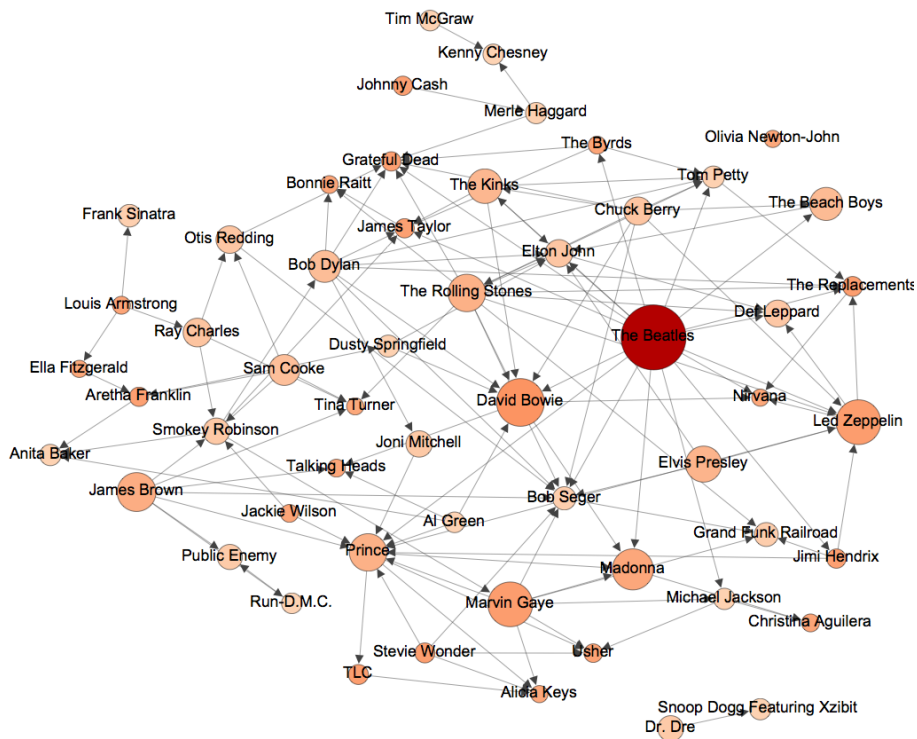 Tim McGraw
Kenny Chesney
Johnny Cash
Merle Haggard
Olivia Newton-John
The Byrds
Grateful Dead
Tom Petty
Bonnie Raitt
The Kinks
The Beach Boys
Frank Sinatra
Chuck Berry
James Taylor
Otis Redding
Elton John
Bob Dylan
The Rolling Stones
The Replacements
Louis Armstrong
Def Leppard
Ray Charles
The Beatles
Dusty Springfield
Ella Fitzgerald
Sam Cooke
Aretha Franklin
Nirvana
David Bowie
Tina Turner
Led Zeppelin
Smokey Robinson
Joni Mitchell
Anita Baker
Elvis Presley
Talking Heads
James Brown
Bob Seger
Jackie Wilson
Al Green
Grand Funk Railroad
Public Enemy
Prince
Jimi Hendrix
Madonna
Run-D.M.C.
Marvin Gaye
Michael Jackson
Christina Aguilera
Stevie Wonder
Usher
TLC
Alicia Keys
Snoop Dogg Featuring Xzibit
Dr. Dre